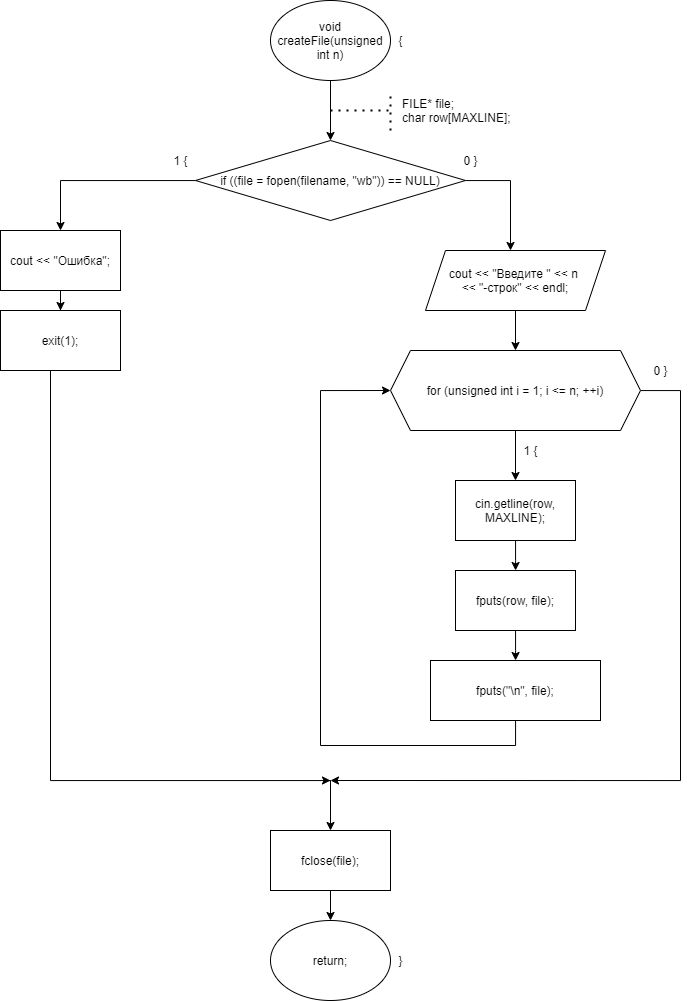 void
createFile(unsigned
int n)
{
FILE* file;
char row[MAXLINE];
1 {
0 }
if ((file = fopen(filename, "wb")) == NULL)
cout << "Ошибка";
cout << "Введите " << n
<< "-строк" << endl;
exit(1);
0 }
for (unsigned int i = 1; i <= n; ++i)
1 {
cin.getline(row,
MAXLINE);
fputs(row, file);
fputs("\n", file);
fclose(file);
return;
}